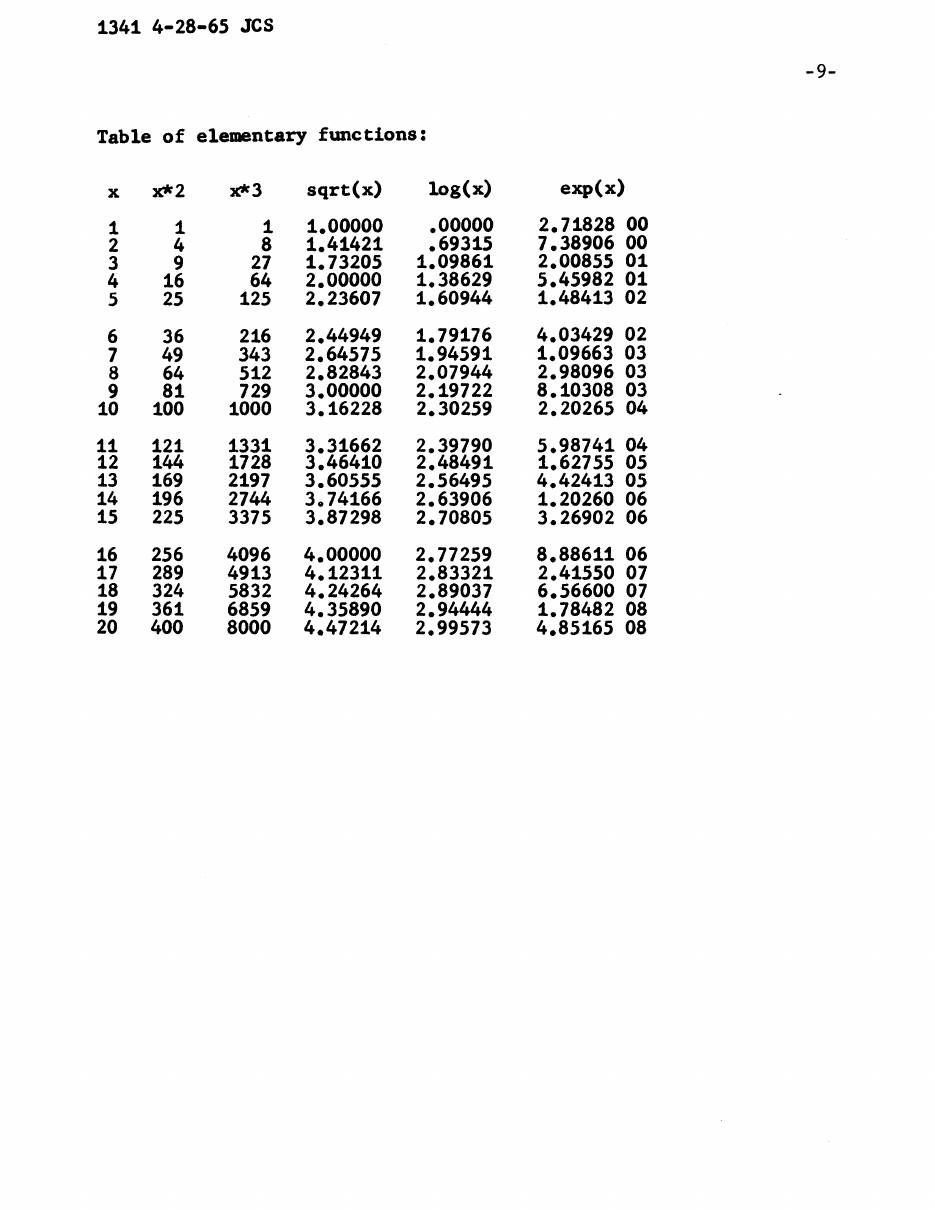 1341 4-28-65 JCS
-9-
Table of elementary functions:
x x*2 x*3 sqrt(x) log(x) exp(x)
1 1 1 1.00000 .00000 2.71828 00
2 4 8 1.41421 .69315 7.38906 00
3 9 27 1.73205 1.09861 2.00855 01
4 16 64 2.00000 1.38629 5.45982 01
5 25 125 2.23607 1.60944 1.48413 02
6 36 216 2.44949 1.79176 4.03429 02
7 49 343 2.64575 1.94591 1.09663 03
8 64 512 2.82843 2.07944 2.98096 03
9 81 729 3.00000 2.19722 8.10308 03
10 100 1000 3.16228 2.30259 2.20265 04
11 121 1331 3.31662 2.39790 5.98741 04
12 144 1728 3.46410 2.48491 1.62755 05
13 169 2197 3.60555 2.56495 4.42413 05
14 196 2744 3.74166 2.63906 1.20260 06
15 225 3375 3.87298 2.70805 3.26902 06
16 256 4096 4.00000 2.77259 8.88611 06
17 289 4913 4.12311 2.83321 2.41550 07
18 324 5832 4.24264 2.89037 6.56600 07
19 361 6859 4.35890 2.94444 1.78482 08
20 400 8000 4.47214 2.99573 4.85165 08